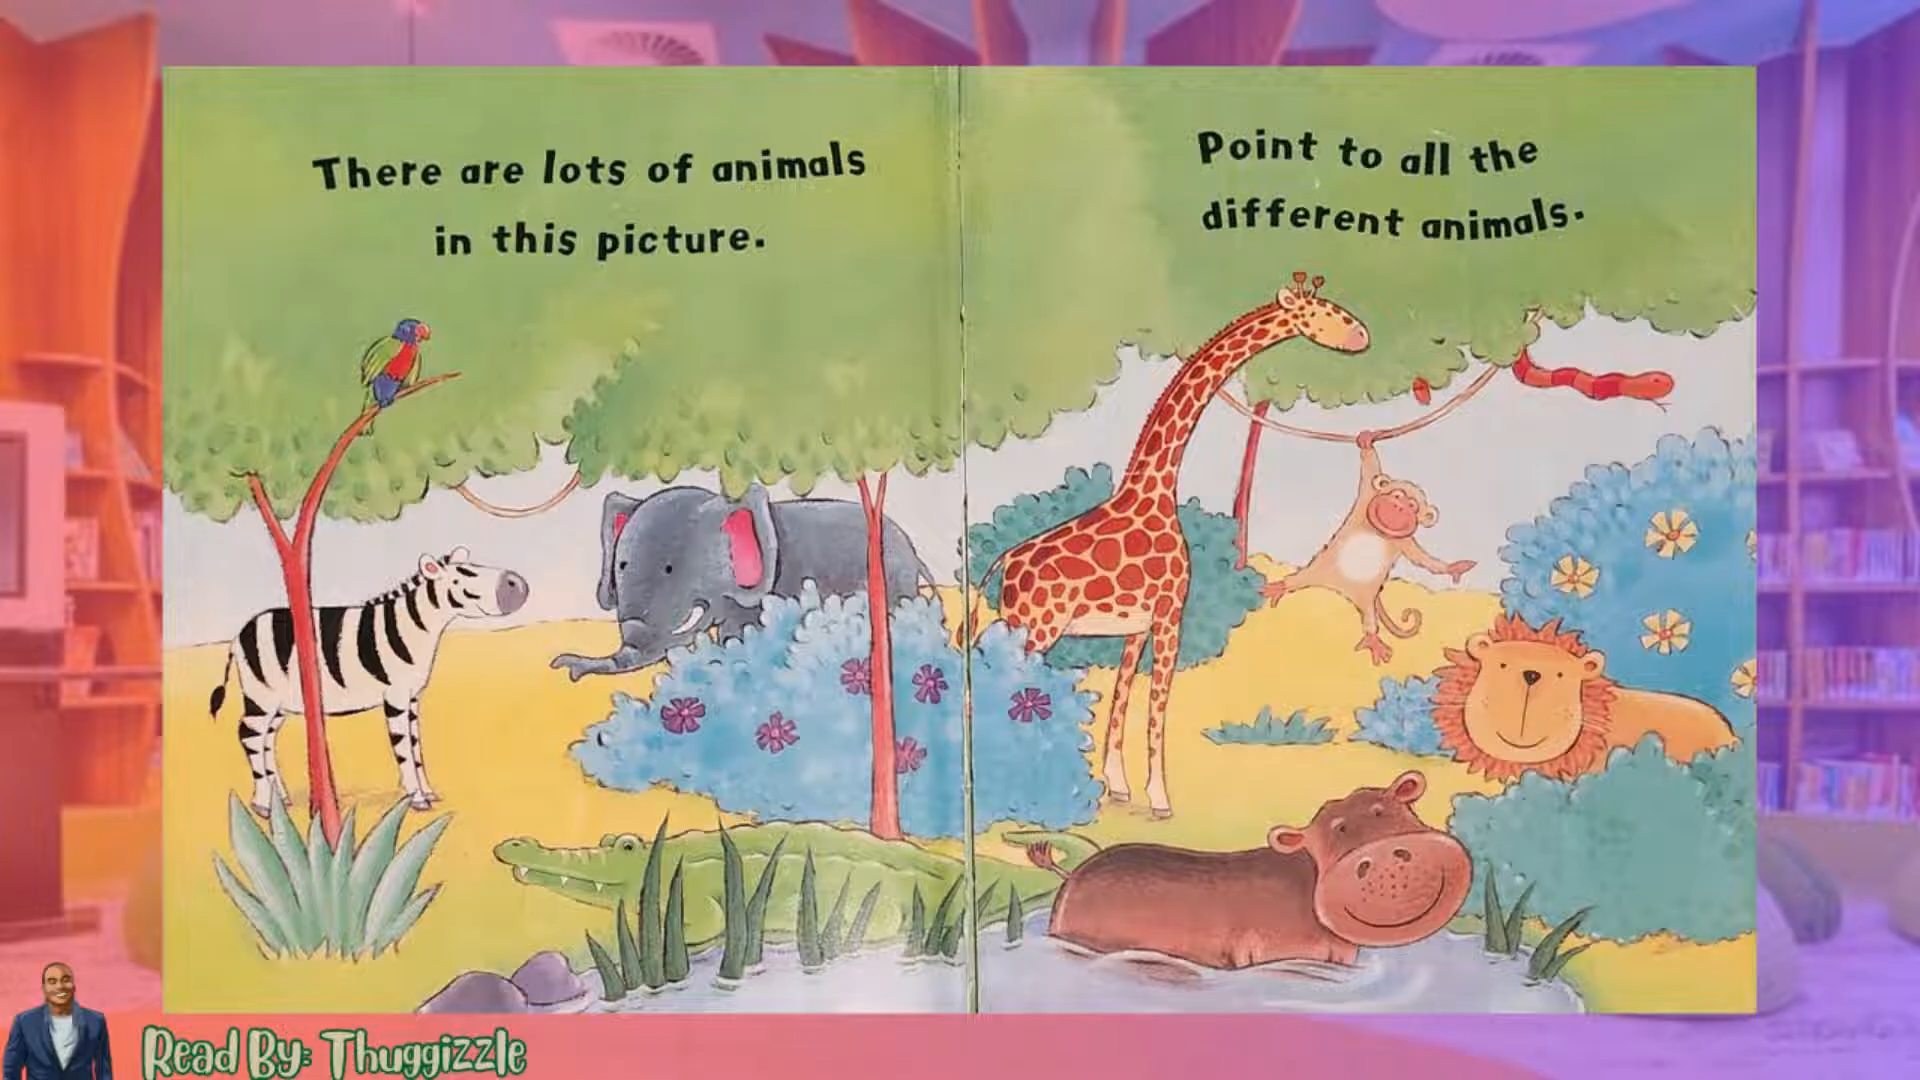 There are lots of animals
in this picture.
Point to all the
different animals.
Read By: Thuggizzle